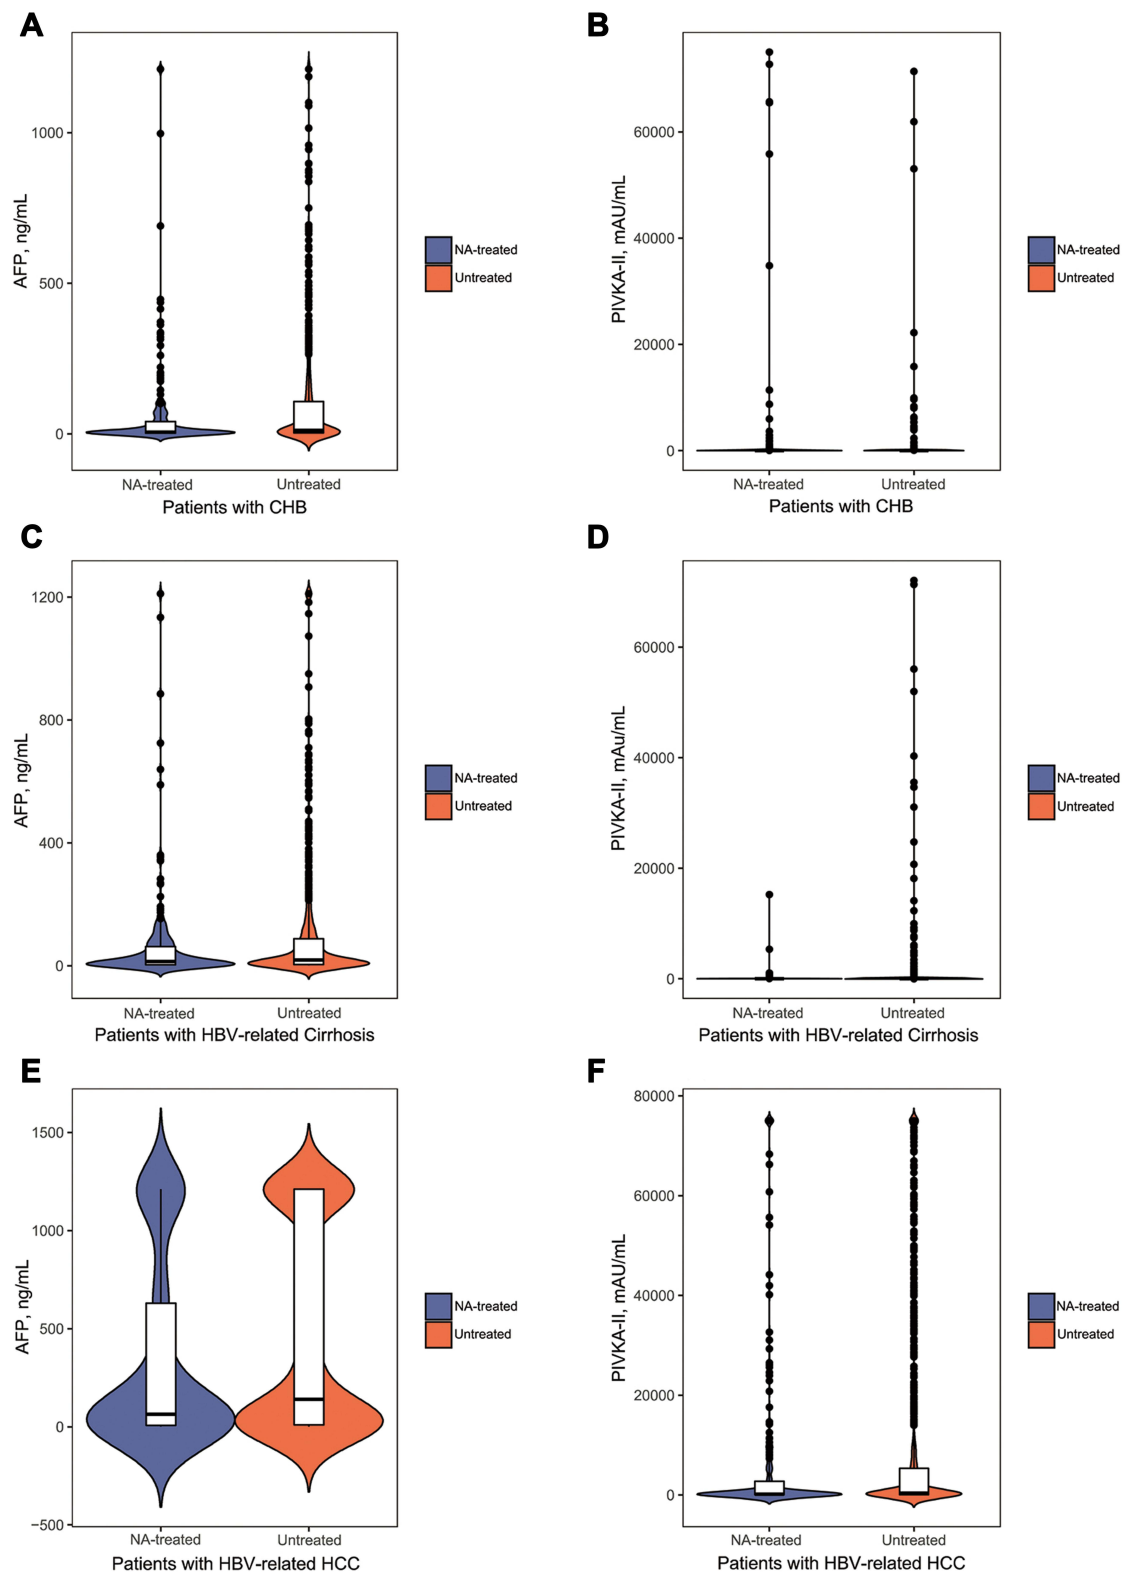 A
AFP, ng/mL
1000
500
0
NA-treated
Untreated
Patients with CHB
NA-treated
Untreated
B
PIVKA-II, mAU/mL
60000
40000
20000
0
NA-treated
Untreated
Patients with CHB
NA-treated
Untreated
C
AFP, ng/mL
1200
800
400
0
NA-treated
Untreated
Patients with HBV-related Cirrhosis
NA-treated
Untreated
D
PIVKA-II, mAu/mL
60000
40000
20000
0
NA-treated
Untreated
Patients with HBV-related Cirrhosis
NA-treated
Untreated
E
AFP, ng/mL
1500
1000
500
0
−500
NA-treated
Untreated
Patients with HBV-related HCC
NA-treated
Untreated
F
PIVKA-II, mAU/mL
80000
60000
40000
20000
0
NA-treated
Untreated
Patients with HBV-related HCC
NA-treated
Untreated